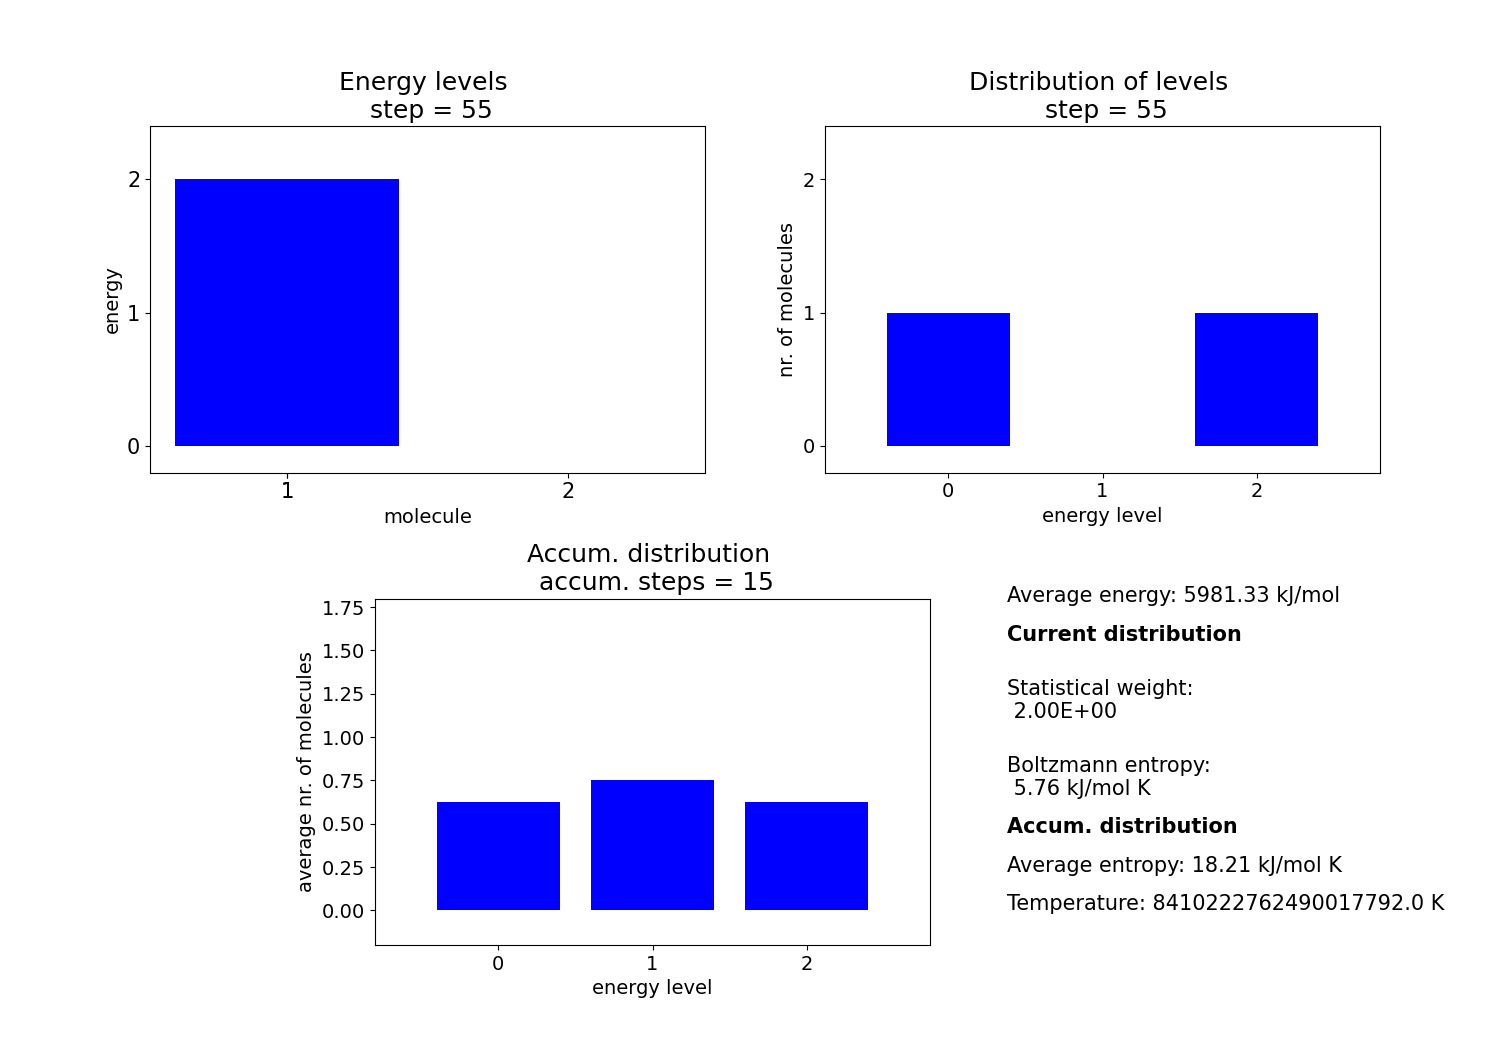 Energy levels
step = 55
2
1
0
energy
1
2
molecule
Distribution of levels
step = 55
2
1
0
nr. of molecules
0
1
2
energy level
Accum. distribution
accum. steps = 15
1.75
1.50
1.25
1.00
0.75
0.50
0.25
0.00
average nr. of molecules
0
1
2
energy level
Average energy: 5981.33 kJ/mol
Current distribution
Statistical weight:
2.00E+00
Boltzmann entropy:
5.76 kJ/mol K
Accum. distribution
Average entropy: 18.21 kJ/mol K
Temperature: 8410222762490017792.0 K